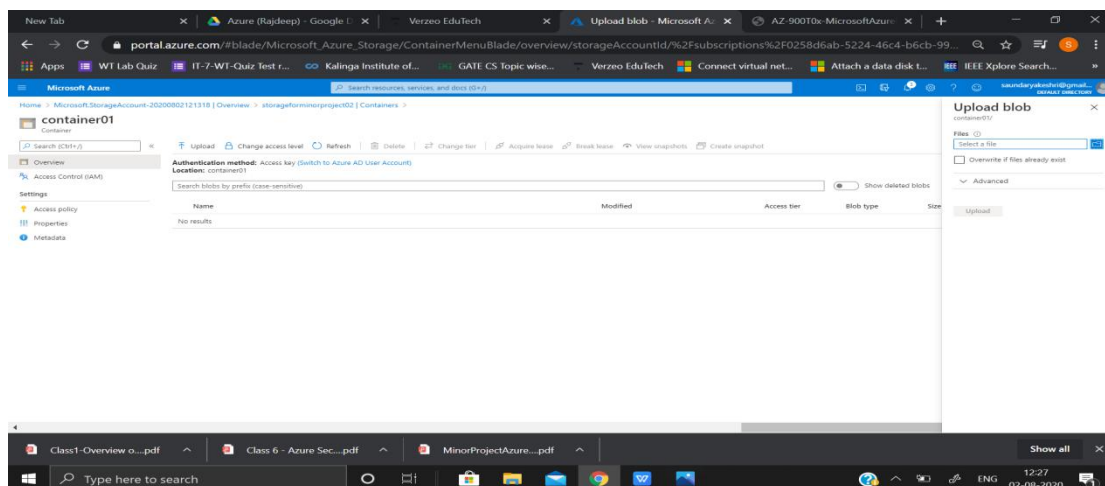 New Tab
Azure (Rajdeep) - Google D
Verzeo EduTech
Upload blob - Microsoft Az
AZ-900T0x-MicrosoftAzure
portal.azure.com/#blade/Microsoft_Azure_Storage/ContainerMenuBlade/overview/storageAccountId/%2Fsubscriptions%2F0258d6ab-5224-46c4-b6cb-99...
Apps
WT Lab Quiz
IT-7-WT-Quiz Test r...
Kalinga Institute of...
GATE CS Topic wise...
Verzeo EduTech
Connect virtual net...
Attach a data disk t...
IEEE Xplore Search...
Microsoft Azure
Search resources, services, and docs (G+/)
saundaryakeshri@gmail...
DEFAULT DIRECTORY
Home > Microsoft.StorageAccount-20200802121318 | Overview > storageforminorproject02 | Containers >
container01
Container
Search (Ctrl+/)
Overview
Access Control (IAM)
Settings
Access policy
Properties
Metadata
Upload
Change access level
Refresh
Delete
Change tier
Acquire lease
Break lease
View snapshots
Create snapshot
Authentication method: Access key (Switch to Azure AD User Account)
Location: container01
Search blobs by prefix (case-sensitive)
Show deleted blobs
Name Modified Access tier Blob type Size
No results
Upload blob
container01/
Files
Select a file
Overwrite if files already exist
Advanced
Upload
Class1-Overview o....pdf
Class 6 - Azure Sec....pdf
MinorProjectAzure....pdf
Show all
Type here to search
ENG
12:27
02-08-2020